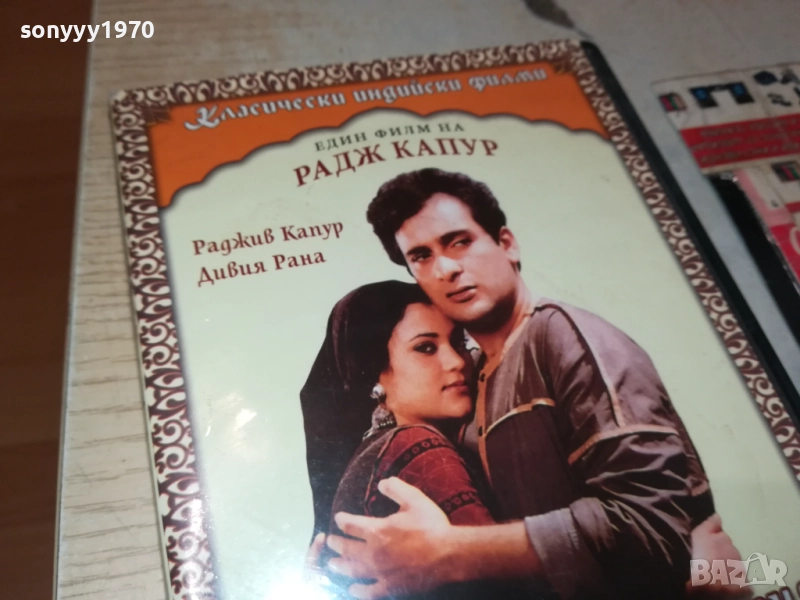 sonyyy1970
Класически индийски филми
ЕДИН ФИЛМ НА
РАДЖ КАПУР
Раджив Капур
Дивия Рана
BAZAR